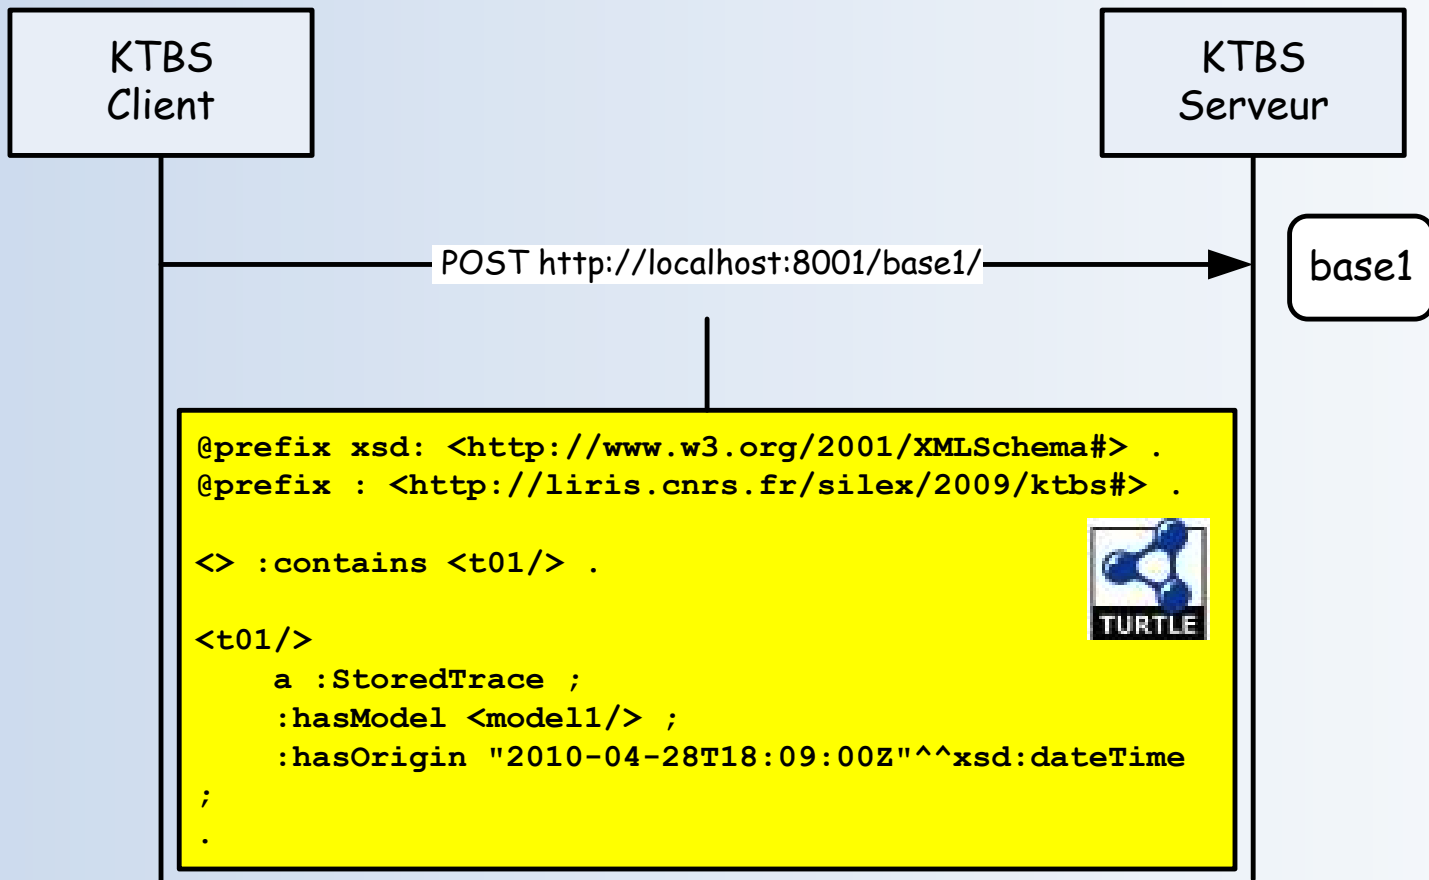 KTBS
Client
KTBS
Serveur
POST http://localhost:8001/base1/
base1
@prefix xsd: <http://www.w3.org/2001/XMLSchema#> .
@prefix : <http://liris.cnrs.fr/silex/2009/ktbs#> .
<> :contains <t01/> .
TURTLE
<t01/>
    a :StoredTrace ;
    :hasModel <model1/> ;
    :hasOrigin "2010-04-28T18:09:00Z"^^xsd:dateTime
;
.